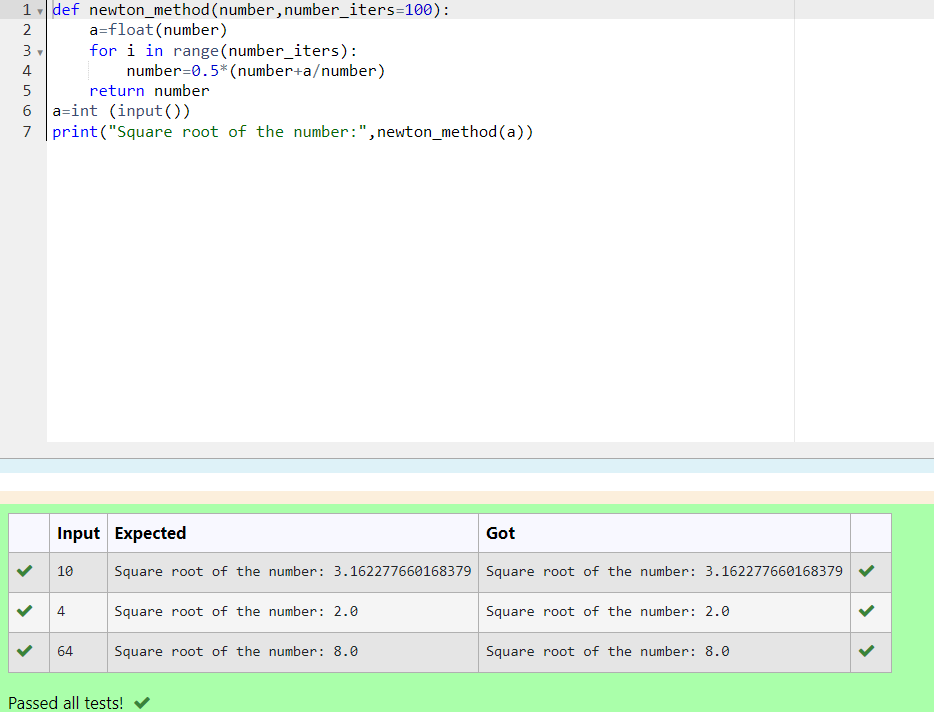 1 def newton_method(number,number_iters=100):
2     a=float(number)
3     for i in range(number_iters):
4         number=0.5*(number+a/number)
5     return number
6 a=int (input())
7 print("Square root of the number:",newton_method(a))
Input Expected Got
10 Square root of the number: 3.162277660168379 Square root of the number: 3.162277660168379
4 Square root of the number: 2.0 Square root of the number: 2.0
64 Square root of the number: 8.0 Square root of the number: 8.0
Passed all tests!